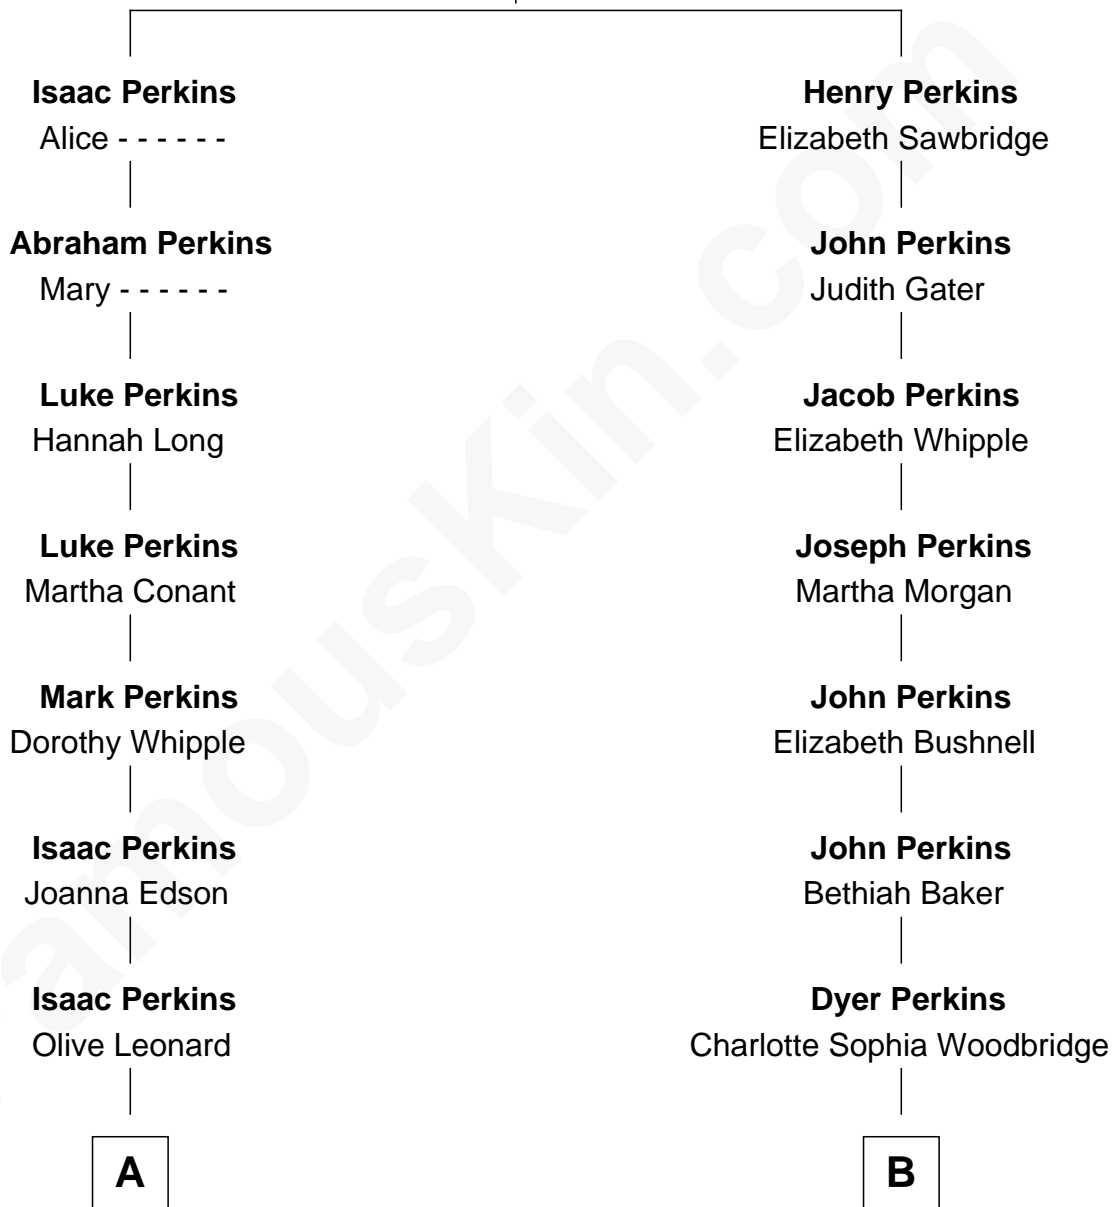 Isaac Perkins
Alice - - - - - -
Abraham Perkins
Mary - - - - - -
Luke Perkins
Hannah Long
Luke Perkins
Martha Conant
Mark Perkins
Dorothy Whipple
Isaac Perkins
Joanna Edson
Isaac Perkins
Olive Leonard
A
Henry Perkins
Elizabeth Sawbridge
John Perkins
Judith Gater
Jacob Perkins
Elizabeth Whipple
Joseph Perkins
Martha Morgan
John Perkins
Elizabeth Bushnell
John Perkins
Bethiah Baker
Dyer Perkins
Charlotte Sophia Woodbridge
B
famouskin.com